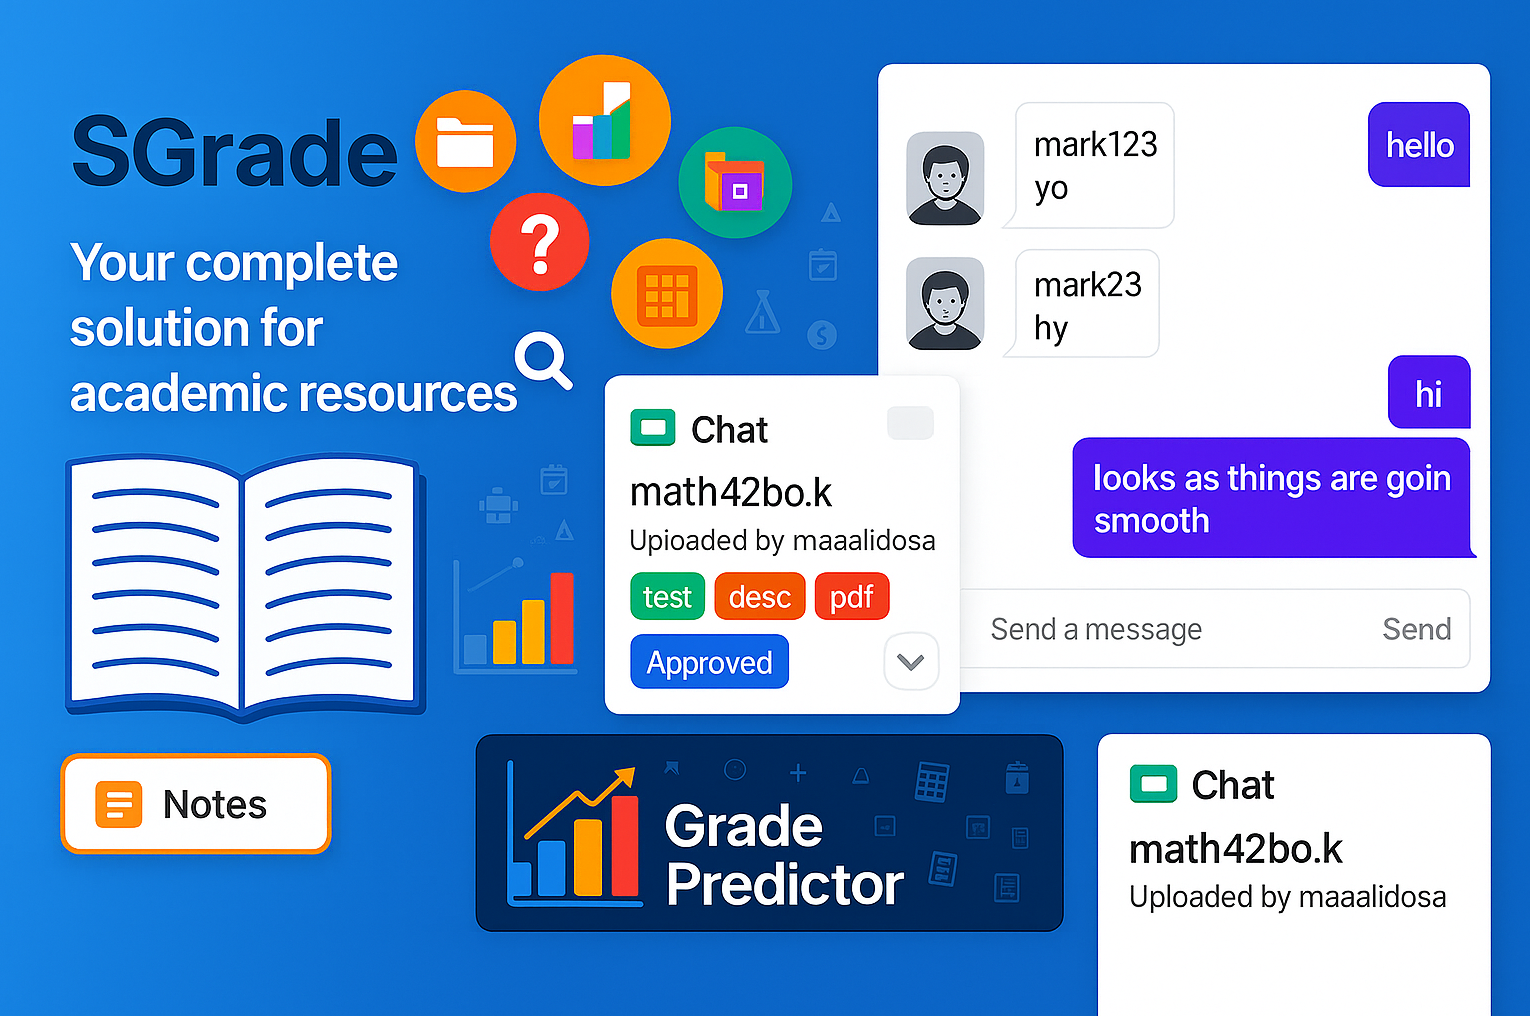 SGrade
Your complete
solution for
academic resources
mark123
yo
hello
mark23
hy
hi
looks as things are goin
smooth
Send a message
Send
Chat
math42bo.k
Upioaded by maaalidosa
test
desc
pdf
Approved
Notes
Grade
Predictor
Chat
math42bo.k
Uploaded by maaalidosa